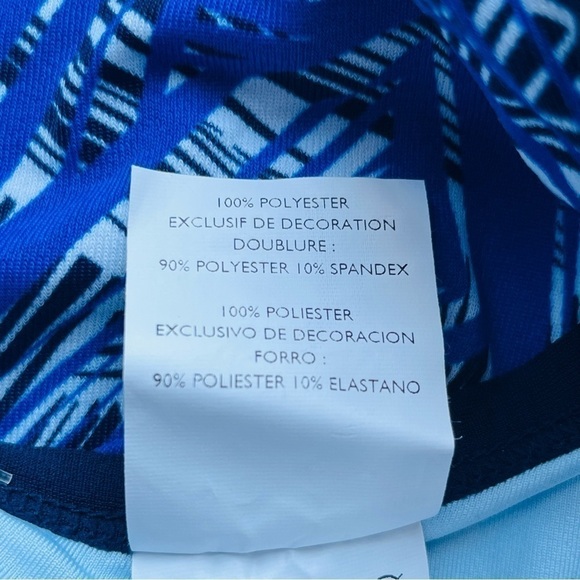 100% POLYESTER
EXCLUSIF DE DECORATION
DOUBLURE :
90% POLYESTER 10% SPANDEX
100% POLIESTER
EXCLUSIVO DE DECORACION
FORRO :
90% POLIESTER 10% ELASTANO